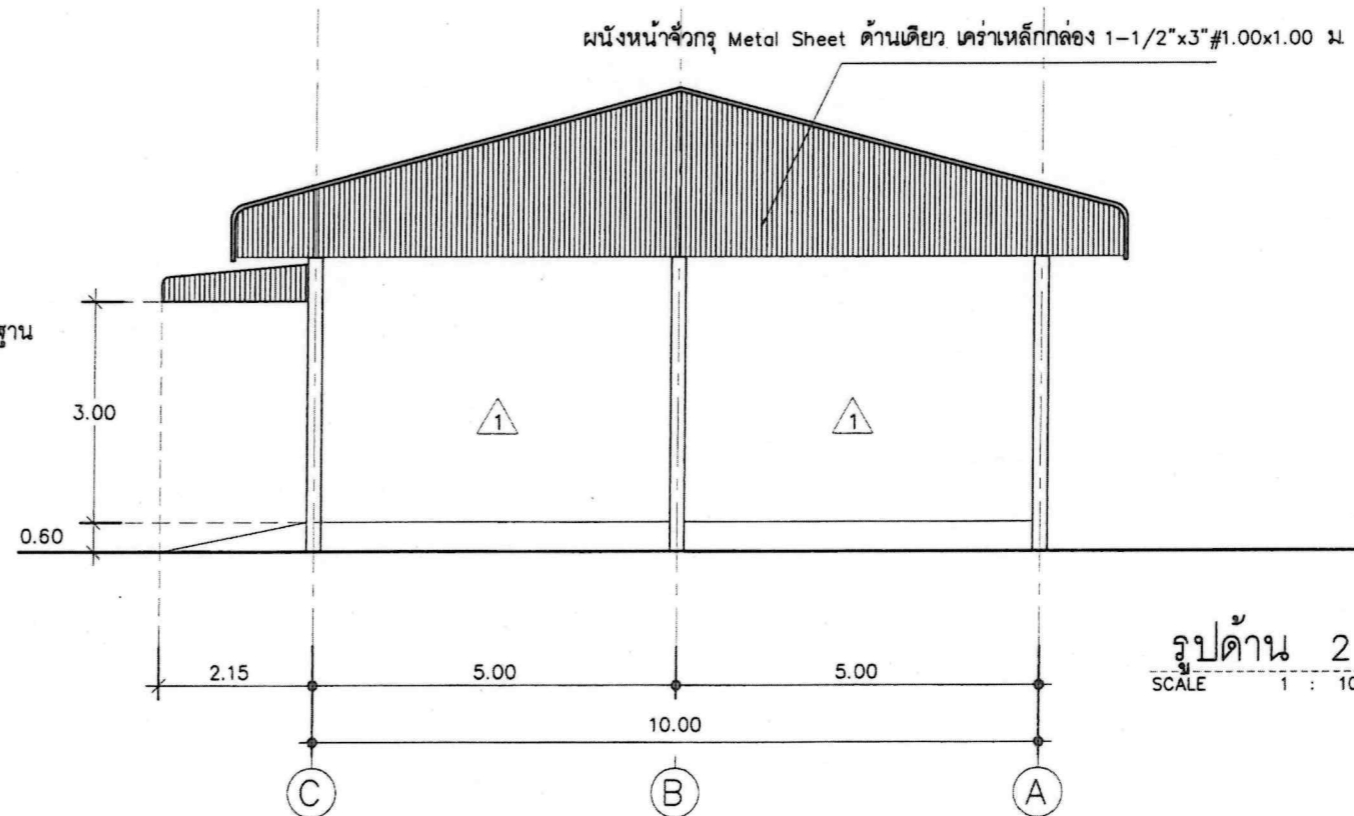 ผนังหน้าจั่วกรุ Metal Sheet ด้านเดียว เคร่าเหล็กกล่อง 1-1/2"x3"#1.00x1.00 ม.
ฐาน
3.00
1
1
0.60
2.15
5.00
5.00
10.00
รูปด้าน 2
SCALE 1 : 10
C
B
A